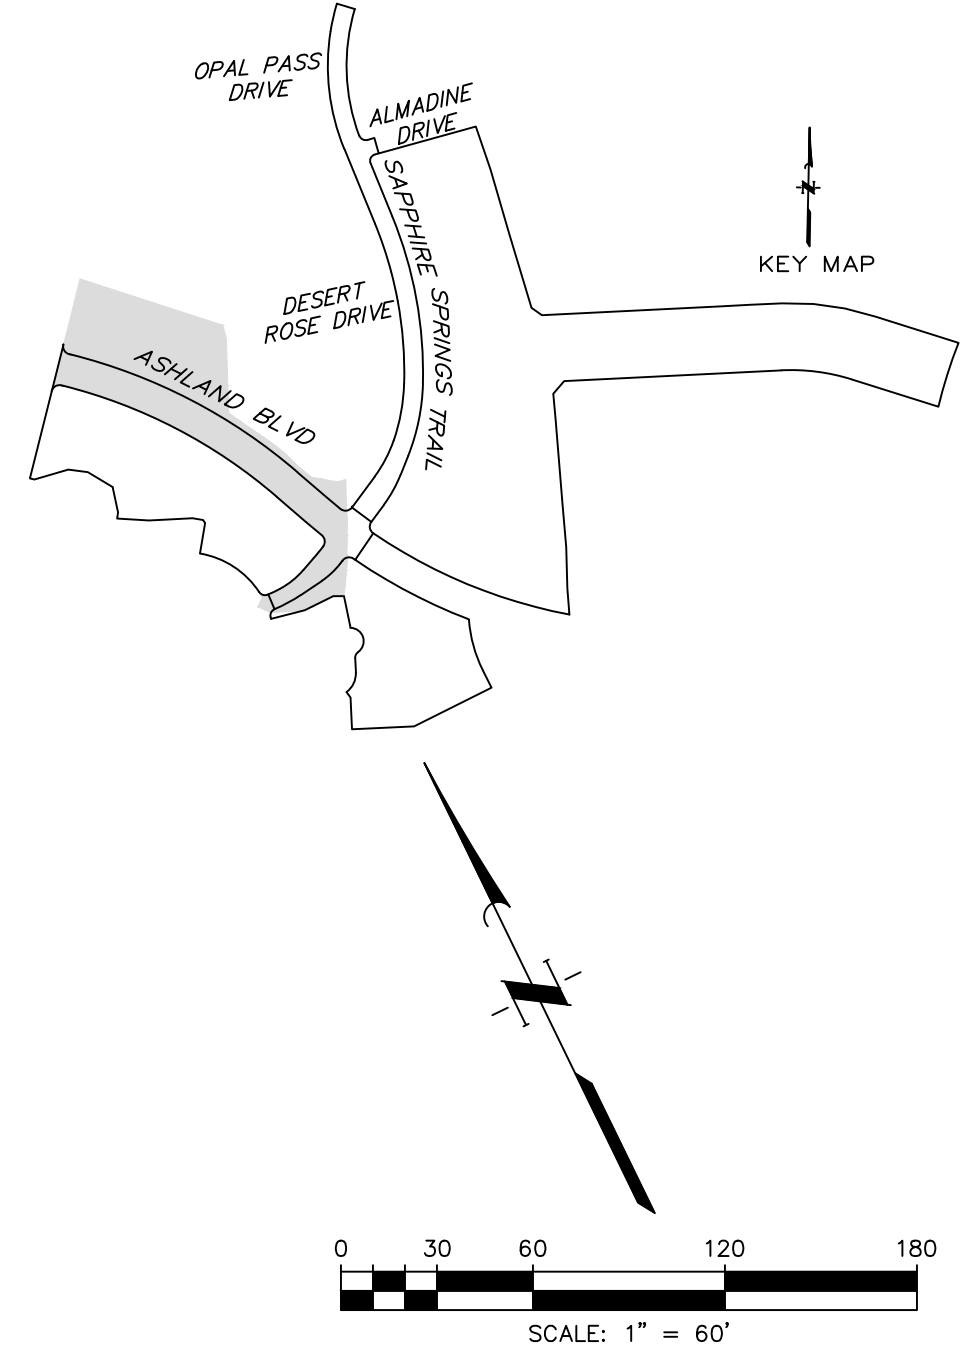 OPAL PASS
DRIVE
ALMADINE
DRIVE
SAPPHIRE SPRINGS TRAIL
N
KEY MAP
DESERT
ROSE DRIVE
ASHLAND BLVD
N
0 30 60 120 180
SCALE: 1" = 60'